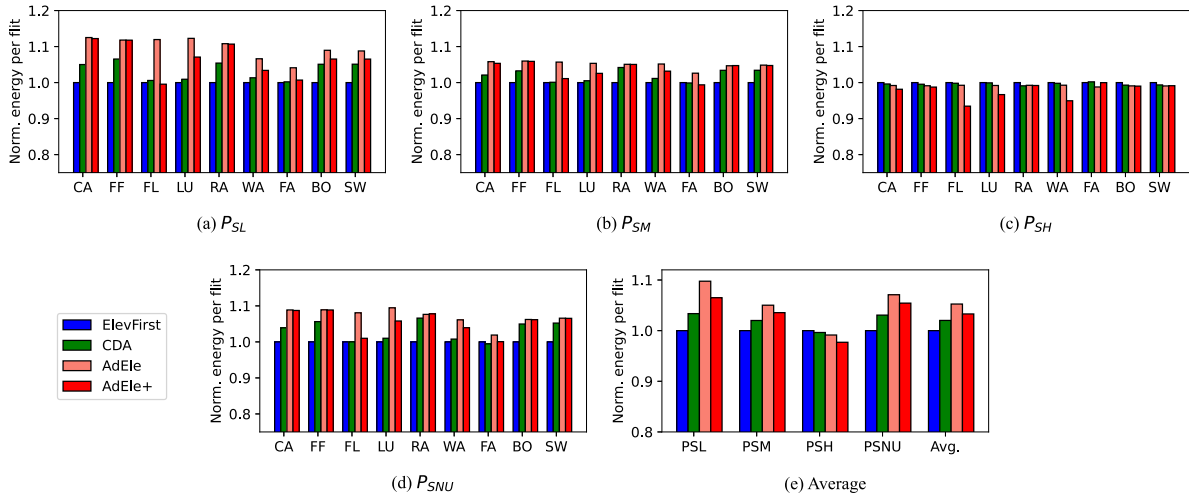 Norm. energy per flit
1.2
1.1
1.0
0.9
0.8
CA FF FL LU RA WA FA BO SW
(a) PSL
Norm. energy per flit
1.2
1.1
1.0
0.9
0.8
CA FF FL LU RA WA FA BO SW
(b) PSM
Norm. energy per flit
1.2
1.1
1.0
0.9
0.8
CA FF FL LU RA WA FA BO SW
(c) PSH
ElevFirst
CDA
AdEle
AdEle+
Norm. energy per flit
1.2
1.1
1.0
0.9
0.8
CA FF FL LU RA WA FA BO SW
(d) PSNU
Norm. energy per flit
1.1
1.0
0.9
0.8
PSL PSM PSH PSNU Avg.
(e) Average